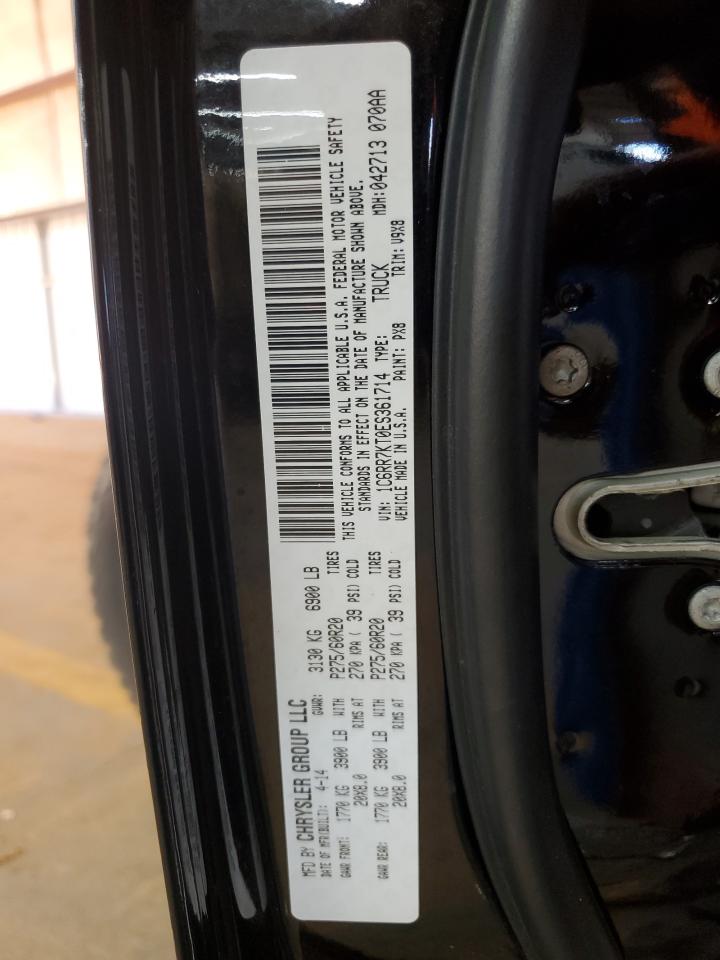 MFD BY CHRYSLER GROUP LLC
DATE OF MFR(BUILT): 4-14 GVWR: 3130 KG 6900 LB
GAWR FRONT: 1770 KG 3900 LB WITH P275/60R20 TIRES
20X8.0 RIMS AT 270 KPA ( 39 PSI) COLD
GAWR REAR: 1770 KG 3900 LB WITH P275/60R20 TIRES
20X8.0 RIMS AT 270 KPA ( 39 PSI) COLD
THIS VEHICLE CONFORMS TO ALL APPLICABLE U.S.A. FEDERAL MOTOR VEHICLE SAFETY
STANDARDS IN EFFECT ON THE DATE OF MANUFACTURE SHOWN ABOVE.
VIN: 1C6RR7KT0ES361714 TYPE: TRUCK MDH:042713 070AA
VEHICLE MADE IN U.S.A. PAINT: PX8 TRIM: V9X8